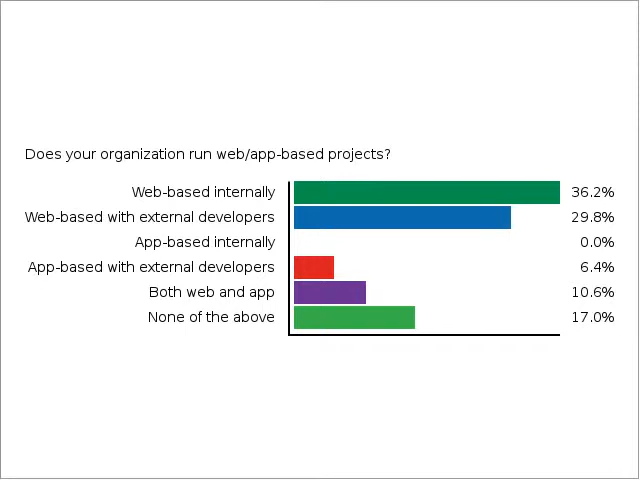 Does your organization run web/app-based projects?
Web-based internally 36.2%
Web-based with external developers 29.8%
App-based internally 0.0%
App-based with external developers 6.4%
Both web and app 10.6%
None of the above 17.0%